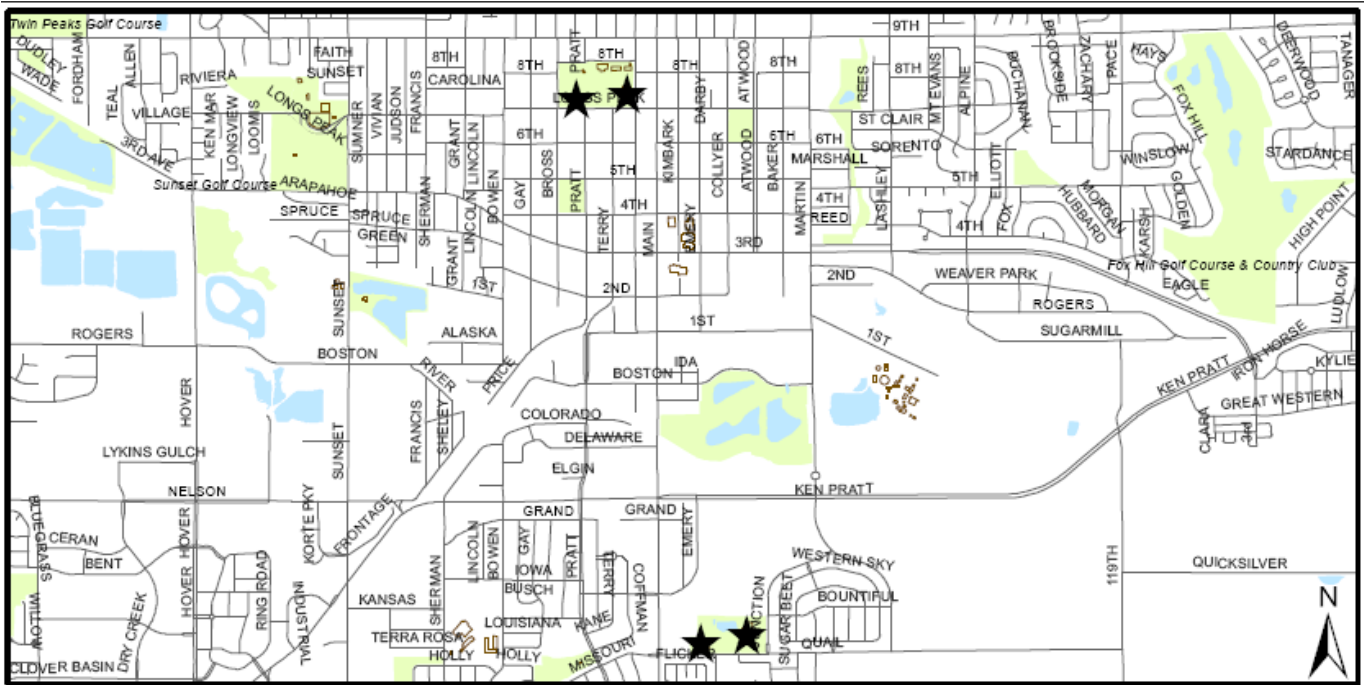 Twin Peaks Golf Course
9TH
DUDLEY
WADE
FORDHAM
TEAL
ALLEN
RIVIERA
FAITH
SUNSET
8TH
CAROLINA
8TH
PRATT
8TH
8TH
DARBY
ATWOOD
8TH
REES
8TH
MT EVANS
ALPINE
BUCHANAN
BROOKSIDE
ZACHARY
PACE
HAYS
DEERWOOD
TANAGER
VILLAGE
LONGS PEAK
LONGS PEAK
KEN MAR
LONGVIEW
LOOMIS
SUMNER
VIVIAN
JUDSON
FRANCIS
GRANT
LINCOLN
6TH
6TH
6TH
ST CLAIR
SORENTO
FOX HILL
3RD AVE
BROSS
KIMBARK
COLLYER
ATWOOD
BAKER
MARSHALL
WINSLOW
STARDANCE
Sunset Golf Course
ARAPAHOE
5TH
5TH
ELLIOTT
SPRUCE
SPRUCE
GREEN
SHERMAN
LINCOLN
BOWEN
GAY
PRATT
4TH
MARTIN
4TH
REED
LASHLEY
FOX
HUBBARD
MORGAN
KARSH
GOLDEN
HIGH POINT
TERRY
MAIN
EMERY
3RD
4TH
GRANT
1ST
2ND
2ND
WEAVER PARK
Fox Hill Golf Course & Country Club
EAGLE
SUNSET
ROGERS
LUDLOW
ROGERS
ALASKA
1ST
1ST
SUGARMILL
BOSTON
RIVER
PRICE
BOSTON
IDA
IRON HORSE
KYLIE
KEN PRATT
HOVER
FRANCIS
SHELEY
COLORADO
GREAT WESTERN
CLARA
3rd
SUNSET
DELAWARE
LYKINS GULCH
ELGIN
NELSON
KEN PRATT
KORTE PKY
FRONTAGE
GRAND
GRAND
BLUEGRASS
CERAN
BENT
HOVER
HOVER
LINCOLN
BOWEN
GAY
PRATT
TERRY
COFFMAN
EMERY
WESTERN SKY
119TH
QUICKSILVER
RING ROAD
INDUSTRIAL
IOWA
BUSCH
BOUNTIFUL
N
WILLOW
DRY CREEK
KANSAS
SHERMAN
LOUISIANA
KANE
SUGAR BEET
TERRA ROSA
QUAIL
CLOVER BASIN
HOLLY
HOLLY
MISSOURI